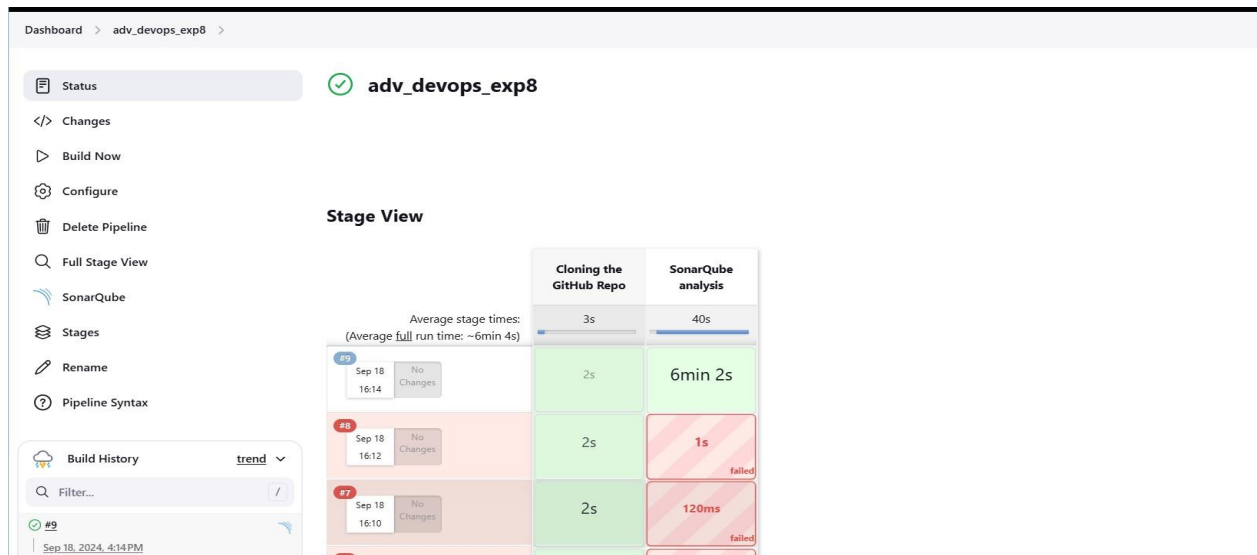 Dashboard > adv_devops_exp8 >
Status
Changes
Build Now
Configure
Delete Pipeline
Full Stage View
SonarQube
Stages
Rename
Pipeline Syntax
Build History trend
Filter... /
#9
Sep 18, 2024, 4:14 PM
adv_devops_exp8
Stage View
Cloning the GitHub Repo
SonarQube analysis
Average stage times: 3s 40s
(Average full run time: ~6min 4s)
#9
Sep 18
16:14
No Changes
2s
6min 2s
#8
Sep 18
16:12
No Changes
2s
1s
failed
#7
Sep 18
16:10
No Changes
2s
120ms
failed